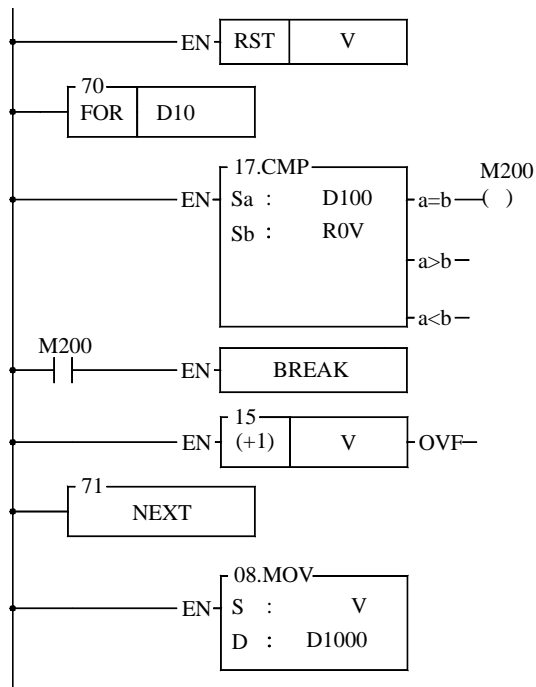 EN RST V
70
FOR D10
17.CMP
M200
EN Sa : D100 a=b ( )
Sb : R0V
a>b
a<b
M200
EN BREAK
15
EN (+1) V OVF
71
NEXT
08.MOV
EN S : V
D : D1000